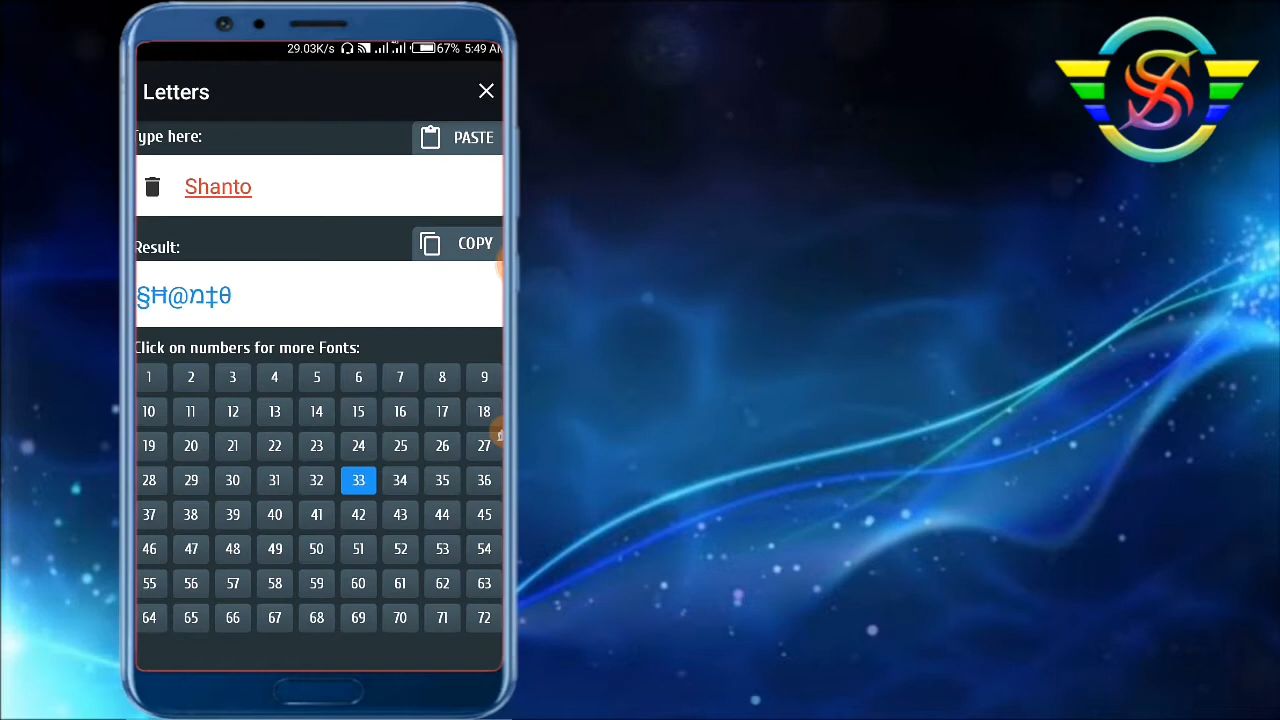 29.03K/s 67% 5:49 AM
Letters
Type here:
PASTE
Shanto
Result:
COPY
§Ħ@מ‡θ
Click on numbers for more Fonts:
1 2 3 4 5 6 7 8 9
10 11 12 13 14 15 16 17 18
19 20 21 22 23 24 25 26 27
28 29 30 31 32 33 34 35 36
37 38 39 40 41 42 43 44 45
46 47 48 49 50 51 52 53 54
55 56 57 58 59 60 61 62 63
64 65 66 67 68 69 70 71 72